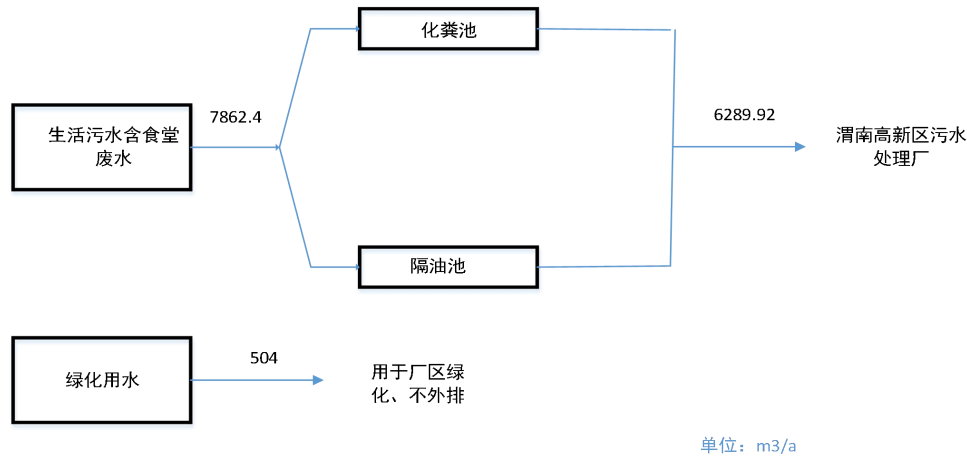 化粪池
7862.4
6289.92
生活污水含食堂
废水
渭南高新区污水
处理厂
隔油池
504
绿化用水
用于厂区绿
化、不外排
单位：m3/a